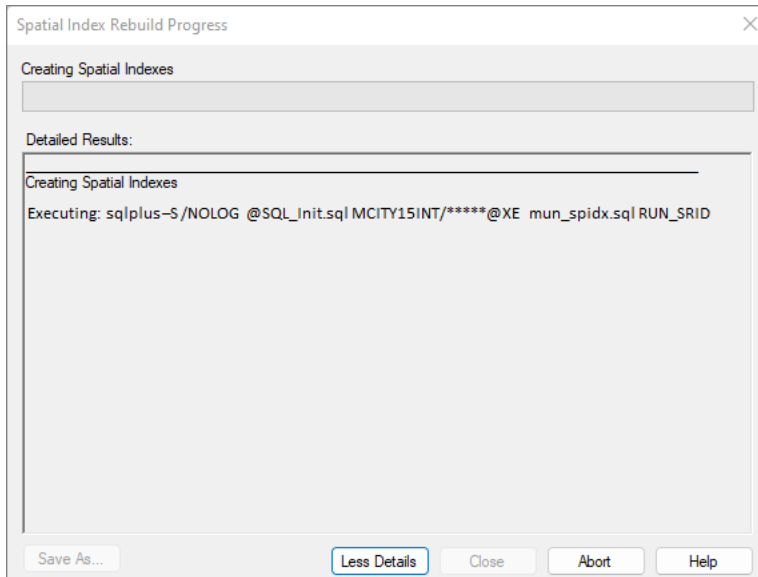 Spatial Index Rebuild Progress
Creating Spatial Indexes
Detailed Results:
Creating Spatial Indexes
Executing: sqlplus–S /NOLOG @SQL_Init.sql MCITY15INT/*****@XE mun_spidx.sql RUN_SRID
Save As... Less Details Close Abort Help